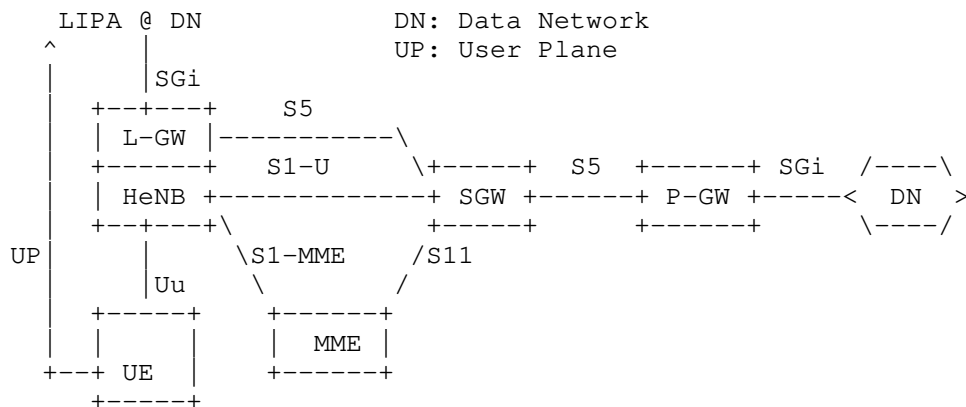 LIPA @ DN DN: Data Network
UP: User Plane
SGi
S5
L-GW
S1-U S5 SGi
HeNB SGW P-GW DN
UP S1-MME S11
Uu
MME
UE